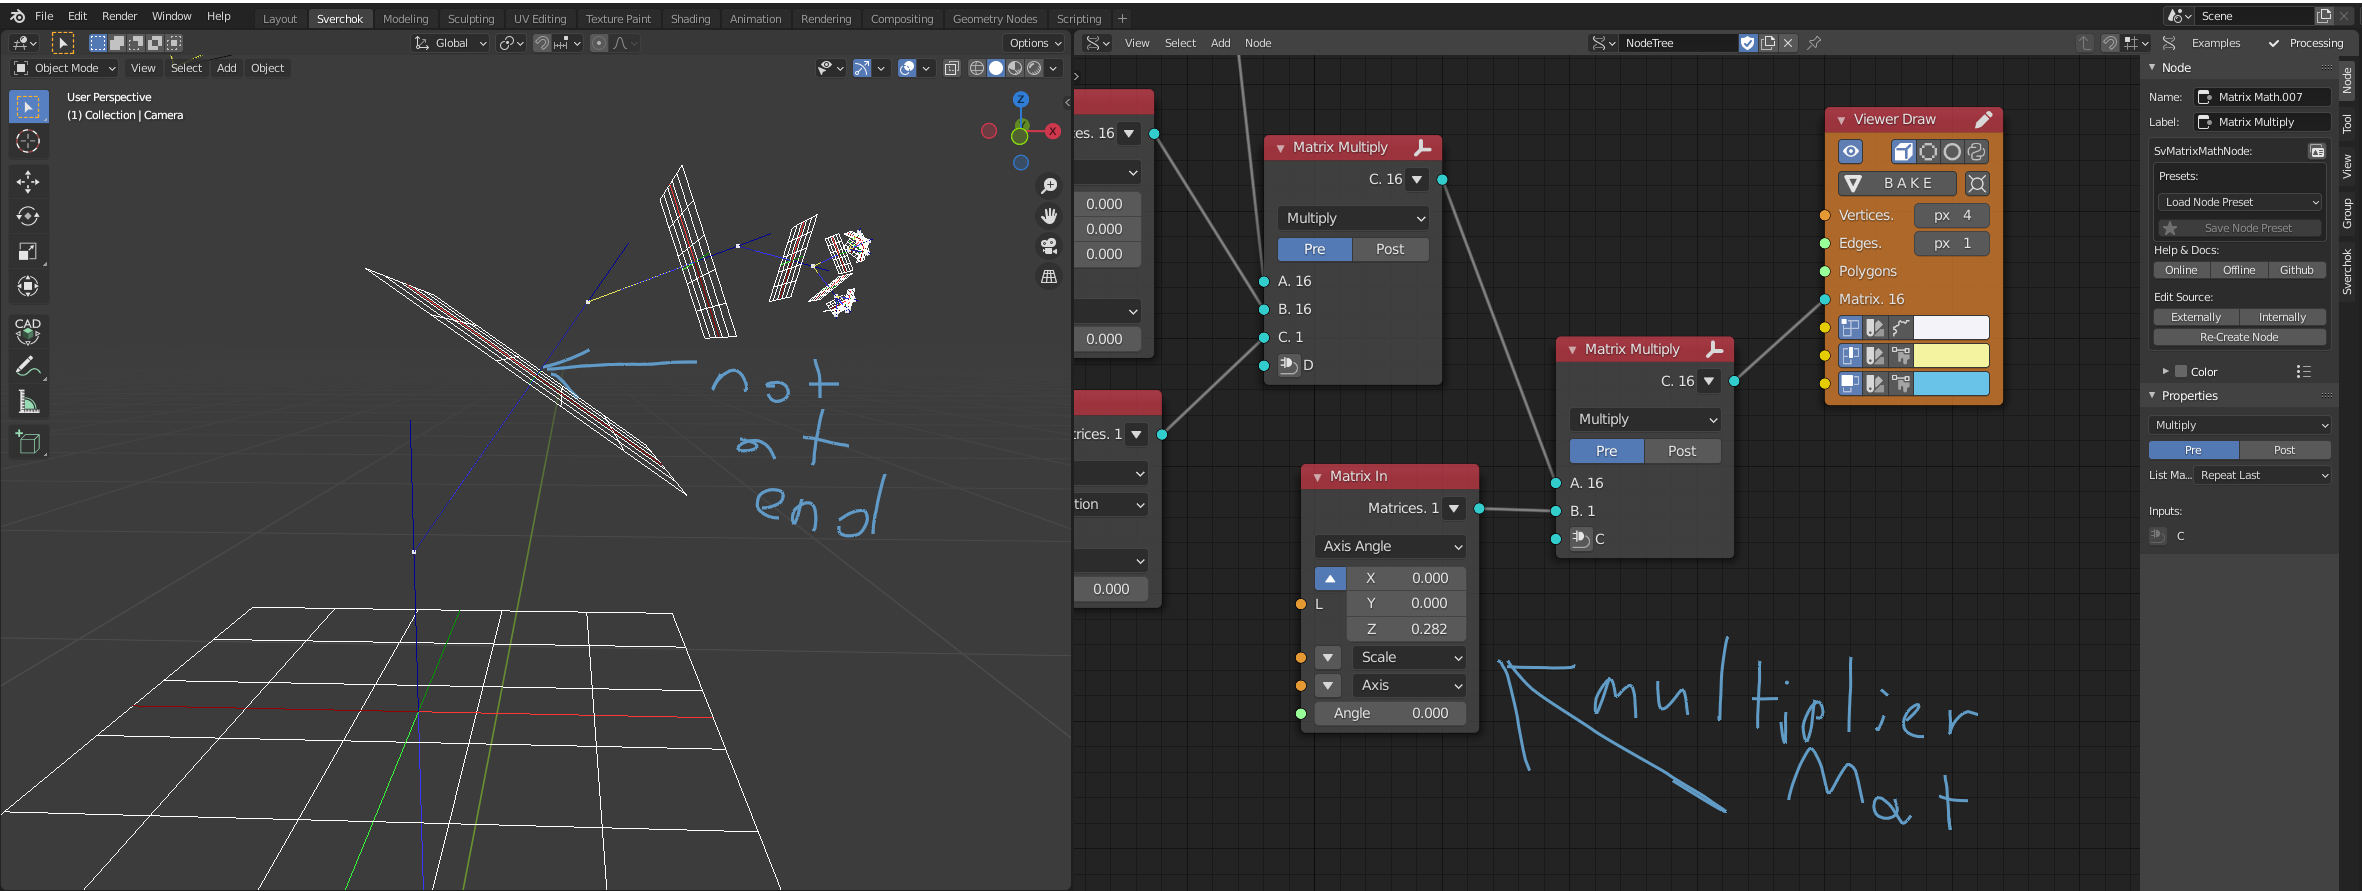 File Edit Render Window Help Layout Sverchok Modeling Sculpting UV Editing Texture Paint Shading Animation Rendering Compositing Geometry Nodes Scripting + Scene
Global Options
Object Mode View Select Add Object
User Perspective
(1) Collection | Camera
Z
X
CAD
not
at
end
View Select Add Node NodeTree Examples Processing
ces. 16
0.000
0.000
0.000
0.000
rices. 1
tion
0.000
Matrix Multiply
C. 16
Multiply
Pre Post
A. 16
B. 16
C. 1
D
Matrix In
Matrices. 1
Axis Angle
X 0.000
L Y 0.000
Z 0.282
Scale
Axis
Angle 0.000
Matrix Multiply
C. 16
Multiply
Pre Post
A. 16
B. 1
C
Viewer Draw
BAKE
Vertices. px 4
Edges. px 1
Polygons
Matrix. 16
multiplier
Mat
Node
Name: Matrix Math.007
Label: Matrix Multiply
SvMatrixMathNode:
Presets:
Load Node Preset
Save Node Preset
Help & Docs:
Online Offline Github
Edit Source:
Externally Internally
Re-Create Node
Color
Properties
Multiply
Pre Post
List Ma... Repeat Last
Inputs:
C
Node
Tool
View
Group
Sverchok